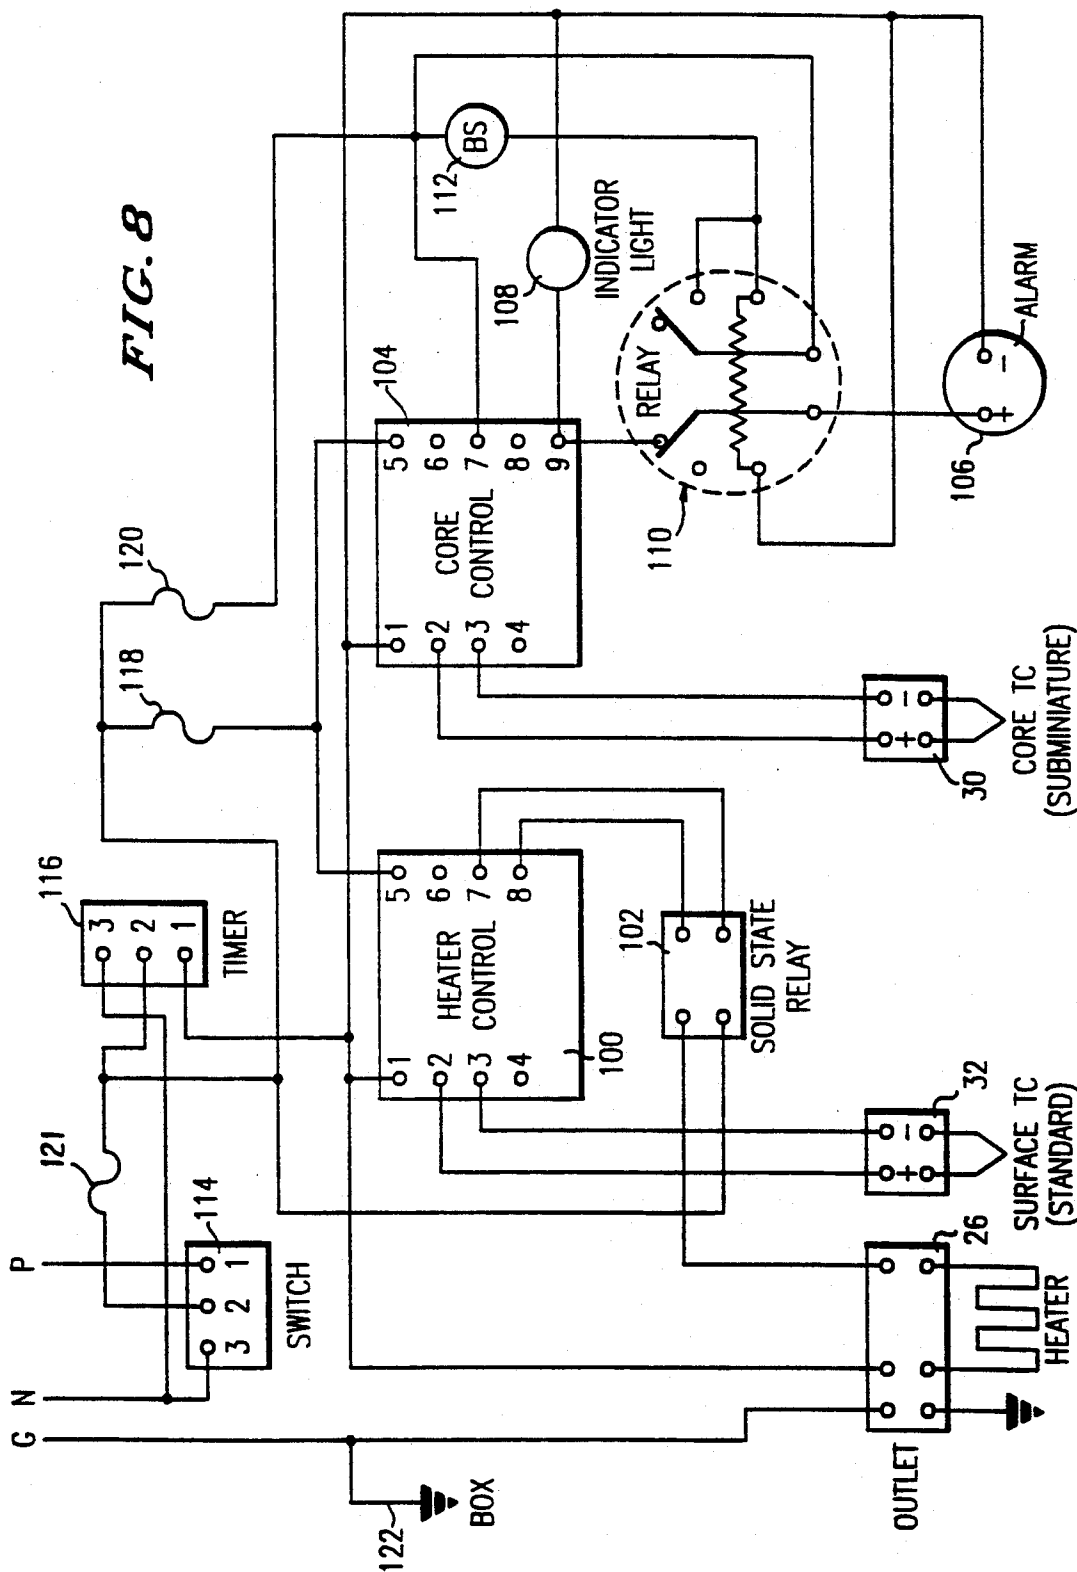 FIG. 8
G
N
P
121
114
3
2
1
SWITCH
116
3
2
1
TIMER
118
120
122
BOX
1
2
3
4
5
6
7
8
HEATER
CONTROL
100
1
2
3
4
5
6
7
8
9
CORE
CONTROL
104
112
BS
108
INDICATOR
LIGHT
RELAY
110
102
SOLID STATE
RELAY
106
+
-
ALARM
OUTLET
26
HEATER
32
+
-
SURFACE TC
(STANDARD)
30
+
-
CORE TC
(SUBMINIATURE)